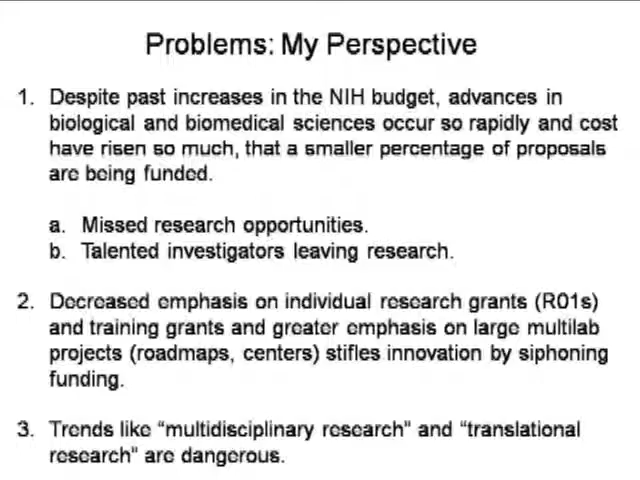 Problems: My Perspective
1. Despite past increases in the NIH budget, advances in
biological and biomedical sciences occur so rapidly and cost
have risen so much, that a smaller percentage of proposals
are being funded.
a. Missed research opportunities.
b. Talented investigators leaving research.
2. Decreased emphasis on individual research grants (R01s)
and training grants and greater emphasis on large multilab
projects (roadmaps, centers) stifles innovation by siphoning
funding.
3. Trends like “multidisciplinary research” and “translational
research” are dangerous.